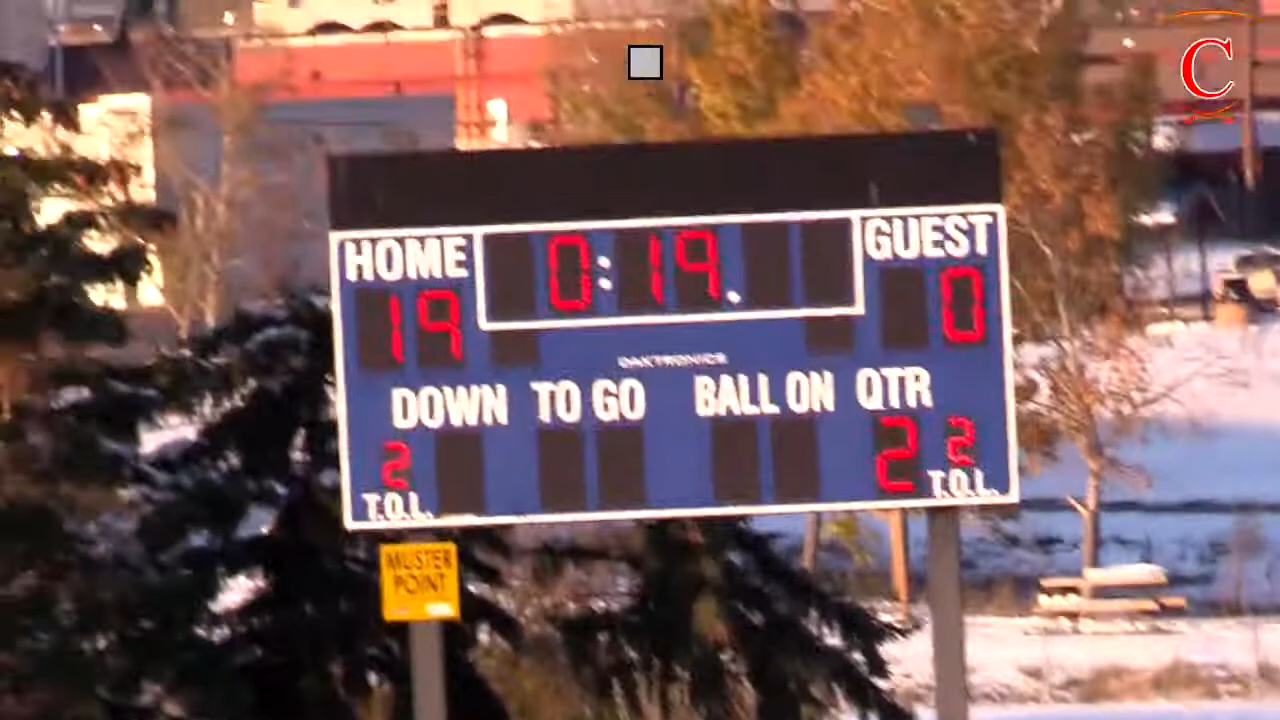 C
HOME 0:19. GUEST
19 0
DAKTRONICS
DOWN TO GO BALL ON QTR
2 2 2
T.O.L. T.O.L.
MUSTER
POINT